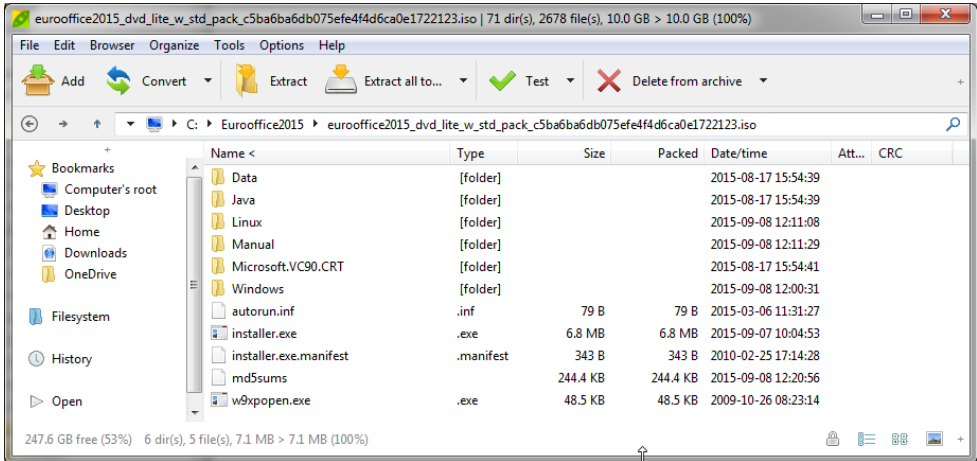 eurooffice2015_dvd_lite_w_std_pack_c5ba6ba6db075efe4f4d6ca0e1722123.iso | 71 dir(s), 2678 file(s), 10.0 GB > 10.0 GB (100%)
File Edit Browser Organize Tools Options Help
Add Convert Extract Extract all to... Test Delete from archive +
C: Eurooffice2015 eurooffice2015_dvd_lite_w_std_pack_c5ba6ba6db075efe4f4d6ca0e1722123.iso
+
Bookmarks
Computer's root
Desktop
Home
Downloads
OneDrive
Filesystem
History
Open
Name < Type Size Packed Date/time Att... CRC
Data [folder] 2015-08-17 15:54:39
Java [folder] 2015-08-17 15:54:39
Linux [folder] 2015-09-08 12:11:08
Manual [folder] 2015-09-08 12:11:29
Microsoft.VC90.CRT [folder] 2015-08-17 15:54:41
Windows [folder] 2015-09-08 12:00:31
autorun.inf .inf 79 B 79 B 2015-03-06 11:31:27
installer.exe .exe 6.8 MB 6.8 MB 2015-09-07 10:04:53
installer.exe.manifest .manifest 343 B 343 B 2010-02-25 17:14:28
md5sums 244.4 KB 244.4 KB 2015-09-08 12:20:56
w9xpopen.exe .exe 48.5 KB 48.5 KB 2009-10-26 08:23:14
247.6 GB free (53%) 6 dir(s), 5 file(s), 7.1 MB > 7.1 MB (100%) +